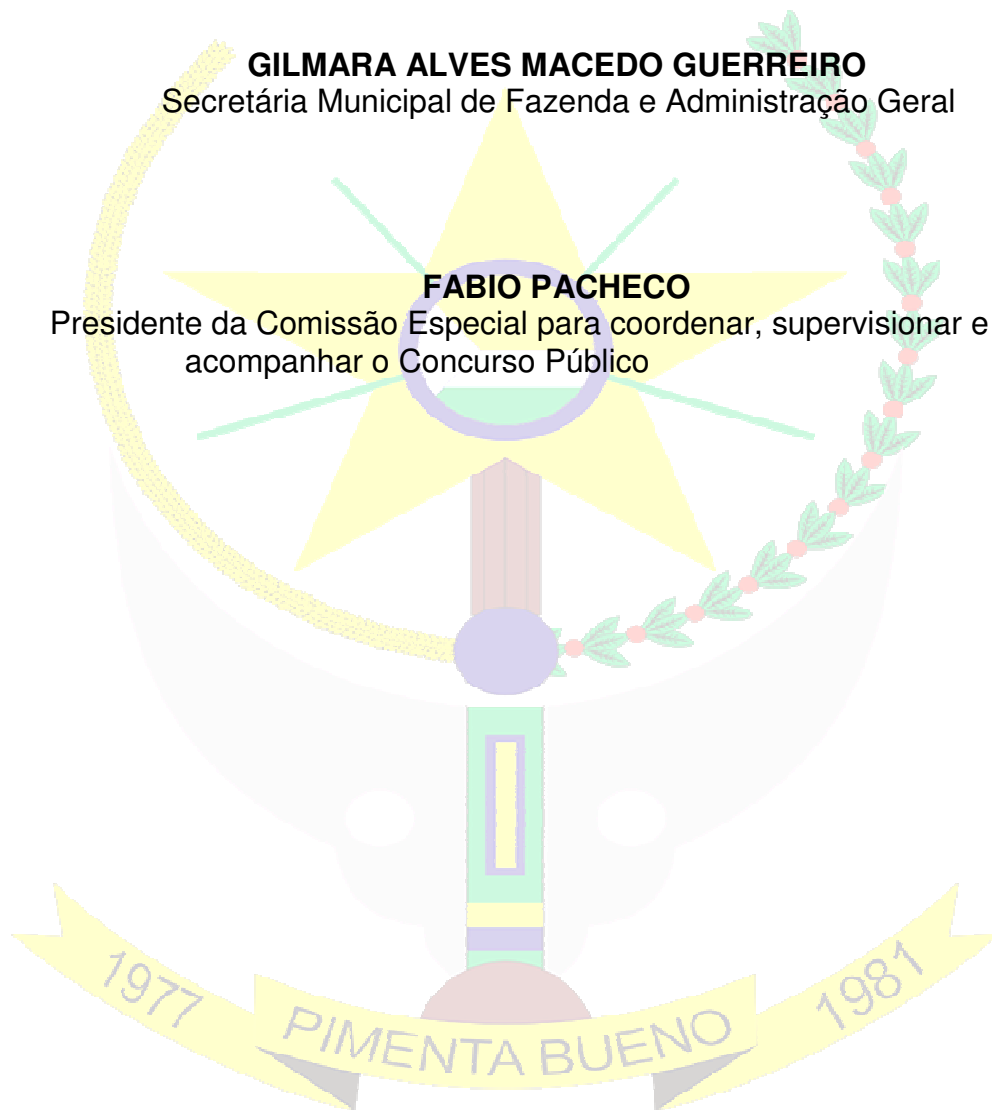 GILMARA ALVES MACEDO GUERREIRO
Secretária Municipal de Fazenda e Administração Geral
FABIO PACHECO
Presidente da Comissão Especial para coordenar, supervisionar e
acompanhar o Concurso Público
1977
PIMENTA BUENO
1981